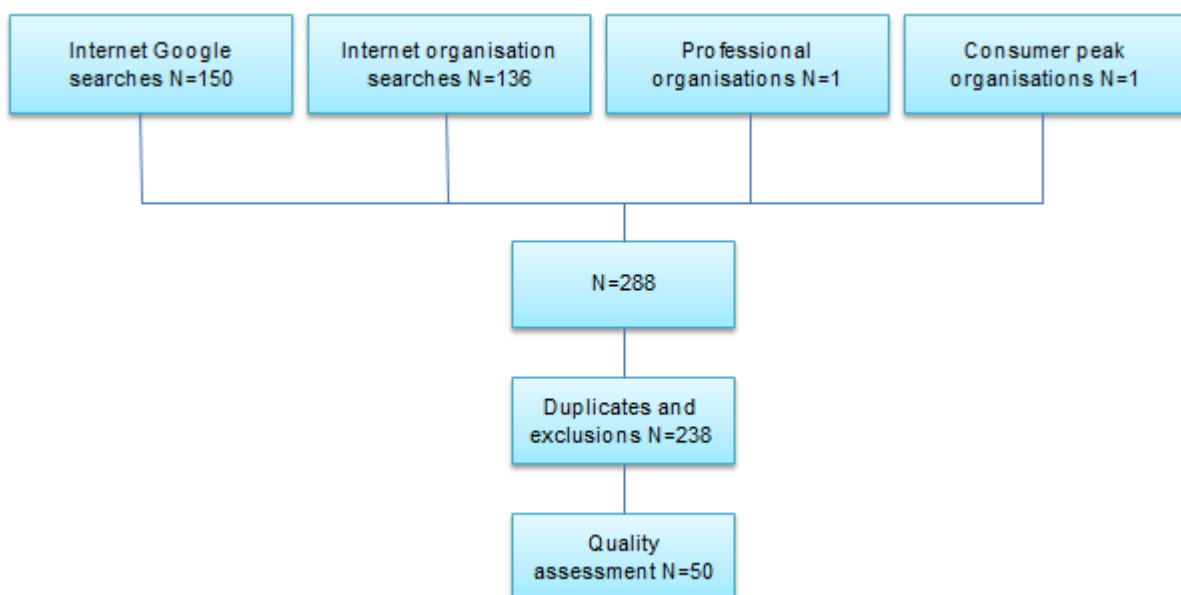 Internet Google
searches N=150
Internet organisation
searches N=136
Professional
organisations N=1
Consumer peak
organisations N=1
N=288
Duplicates and
exclusions N=238
Quality
assessment N=50